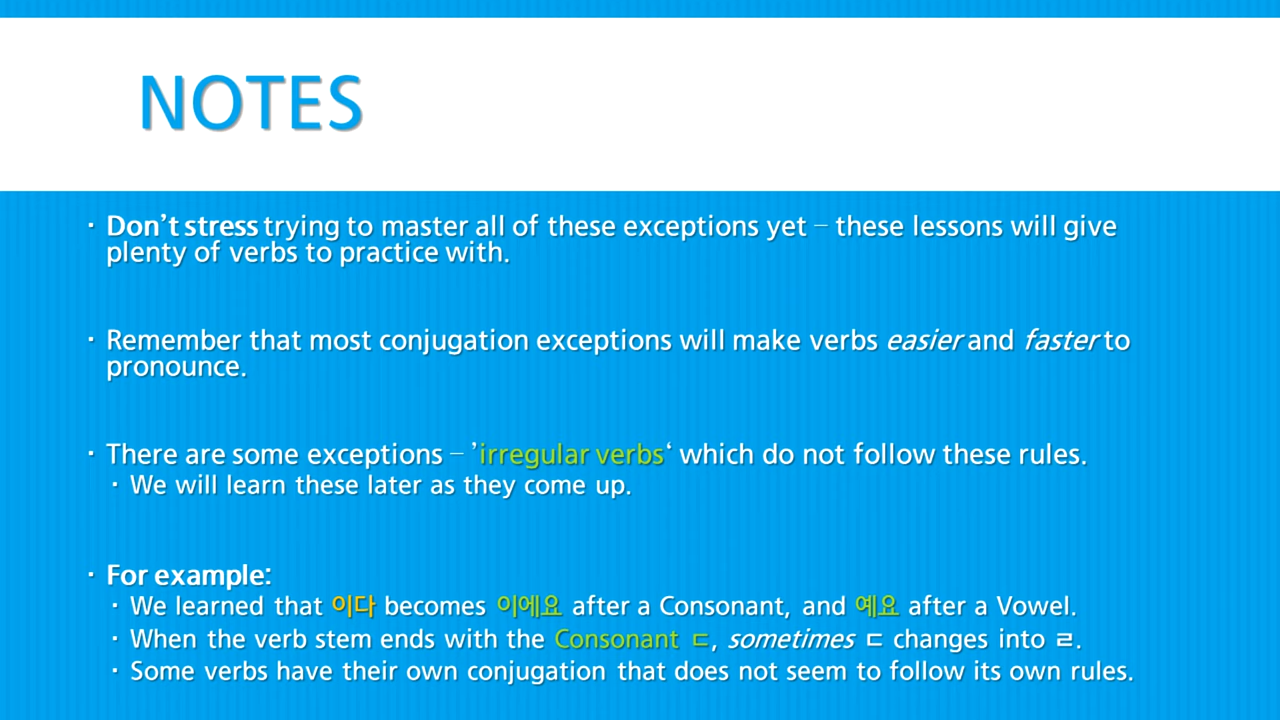 NOTES
· Don’t stress trying to master all of these exceptions yet – these lessons will give
plenty of verbs to practice with.
· Remember that most conjugation exceptions will make verbs easier and faster to
pronounce.
· There are some exceptions – ’irregular verbs‘ which do not follow these rules.
· We will learn these later as they come up.
· For example:
· We learned that 이다 becomes 이에요 after a Consonant, and 예요 after a Vowel.
· When the verb stem ends with the Consonant ㄷ, sometimes ㄷ changes into ㄹ.
· Some verbs have their own conjugation that does not seem to follow its own rules.